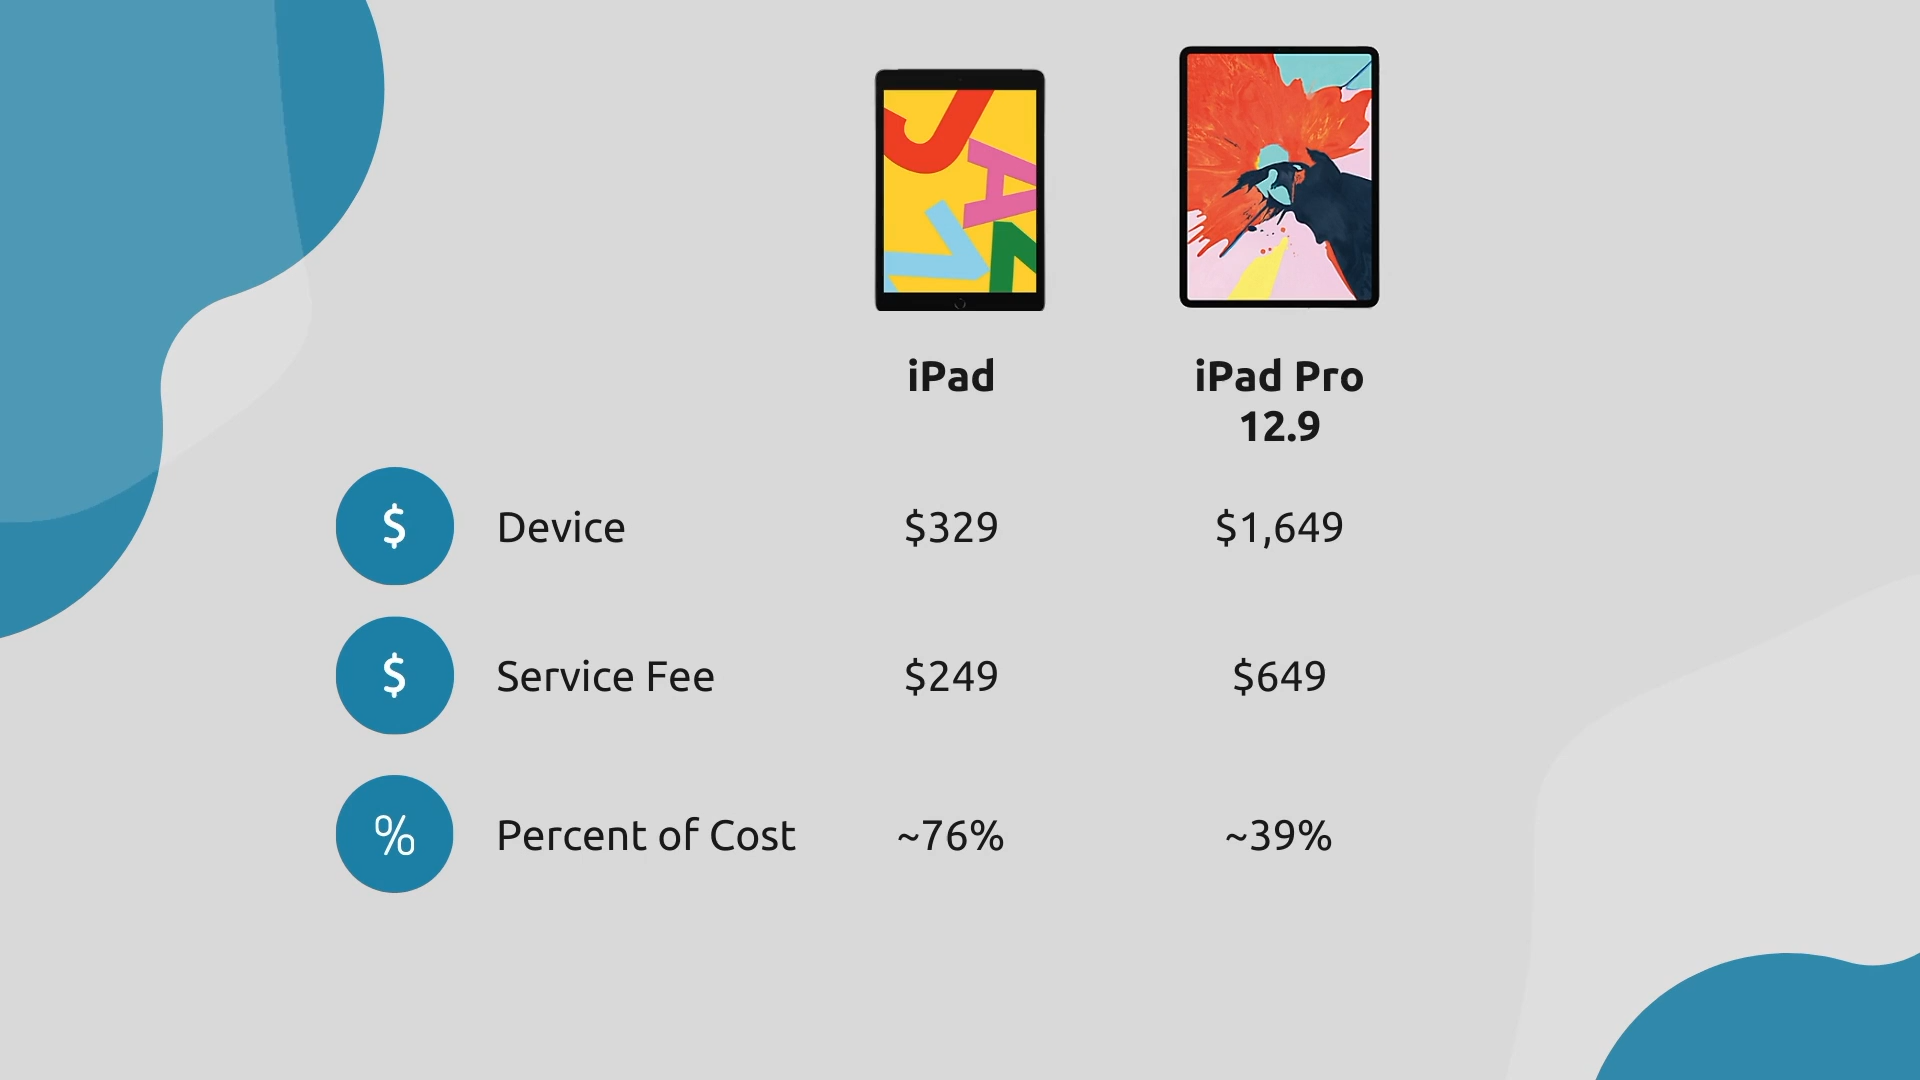 iPad
iPad Pro
12.9
$ Device $329 $1,649
$ Service Fee $249 $649
% Percent of Cost ~76% ~39%